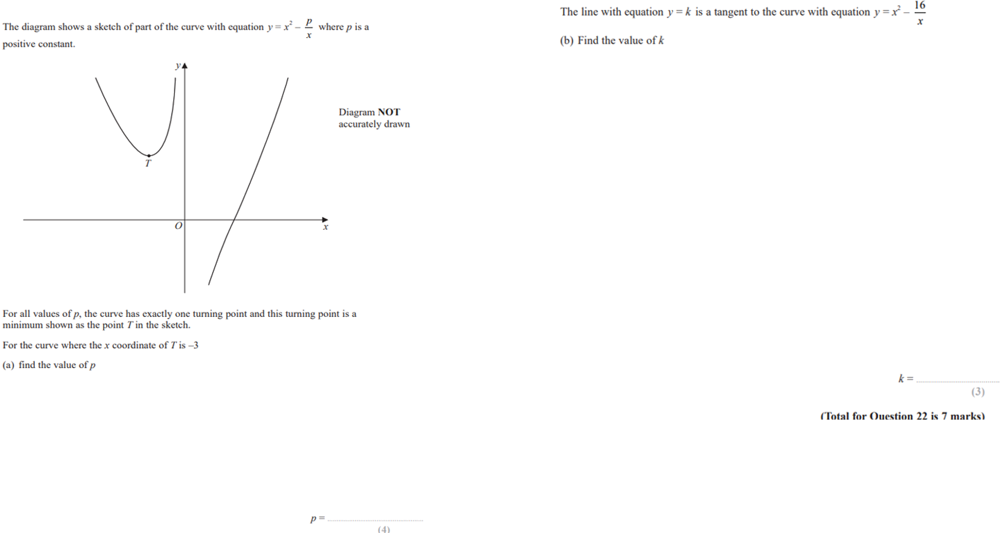 The diagram shows a sketch of part of the curve with equation y = x² – p/x where p is a
positive constant.
y
Diagram NOT
accurately drawn
T
O
x
For all values of p, the curve has exactly one turning point and this turning point is a
minimum shown as the point T in the sketch.
For the curve where the x coordinate of T is –3
(a) find the value of p
p = ..........................................
(4)
The line with equation y = k is a tangent to the curve with equation y = x² – 16/x
(b) Find the value of k
k = ..........................................
(3)
(Total for Question 22 is 7 marks)